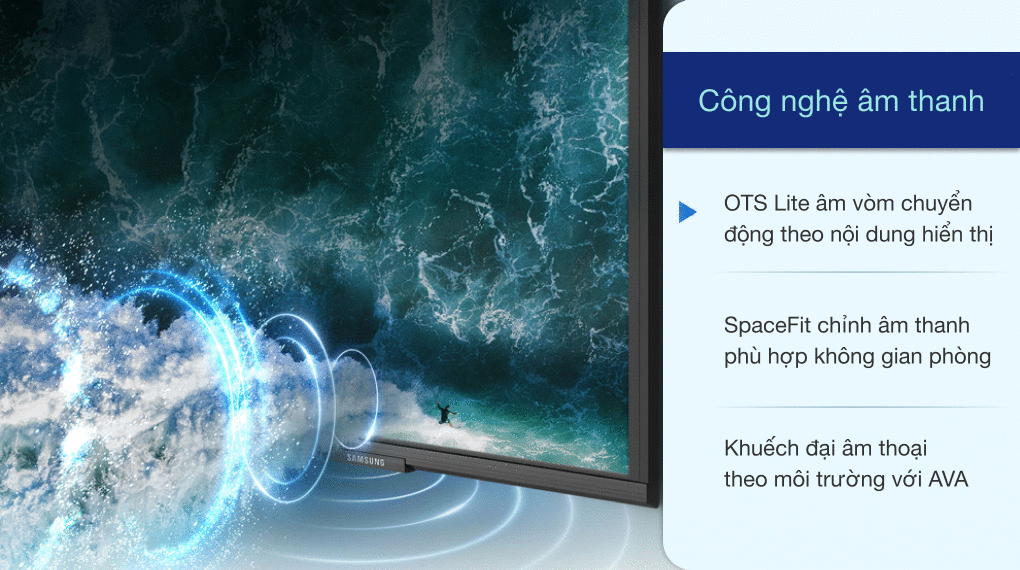 Công nghệ âm thanh
OTS Lite âm vòm chuyển
động theo nội dung hiển thị
SpaceFit chỉnh âm thanh
phù hợp không gian phòng
Khuếch đại âm thoại
theo môi trường với AVA
SAMSUNG